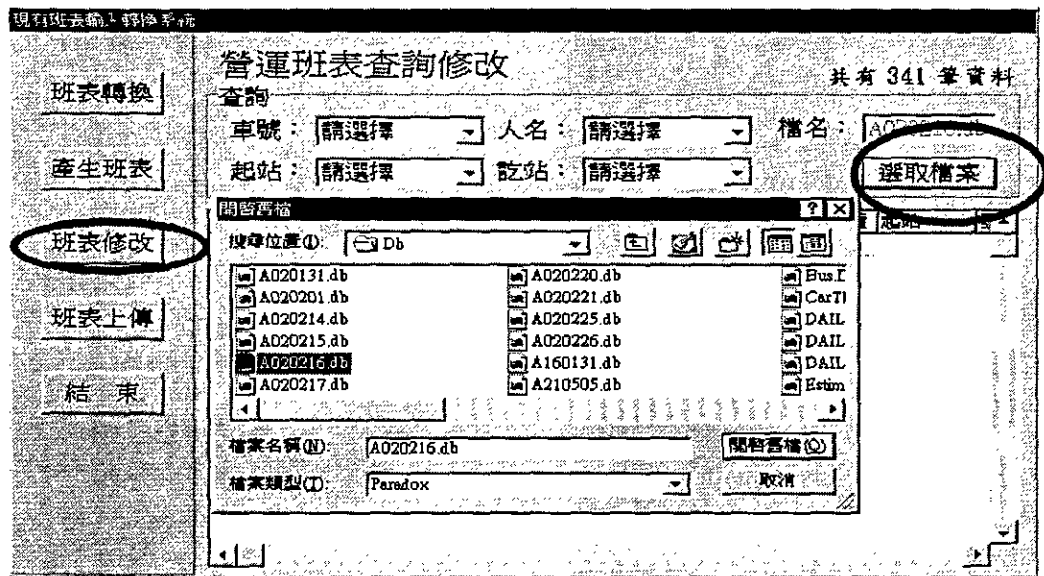 現有班表輸入轉換系統
營運班表查詢修改
共有 341 筆資料
班表轉換
產生班表
班表修改
班表上傳
結 束
查詢
車號： 請選擇 人名： 請選擇 檔名： A020216.db
起站： 請選擇 訖站： 請選擇 選取檔案
起站
開啟舊檔
搜尋位置(I): Db
A020131.db A020220.db Bus.D
A020201.db A020221.db CarTi
A020214.db A020225.db DAIL
A020215.db A020226.db DAIL
A020216.db A160131.db DAIL
A020217.db A210505.db Estim
檔案名稱(N): A020216.db 開啟舊檔(O)
檔案類型(T): Paradox 取消